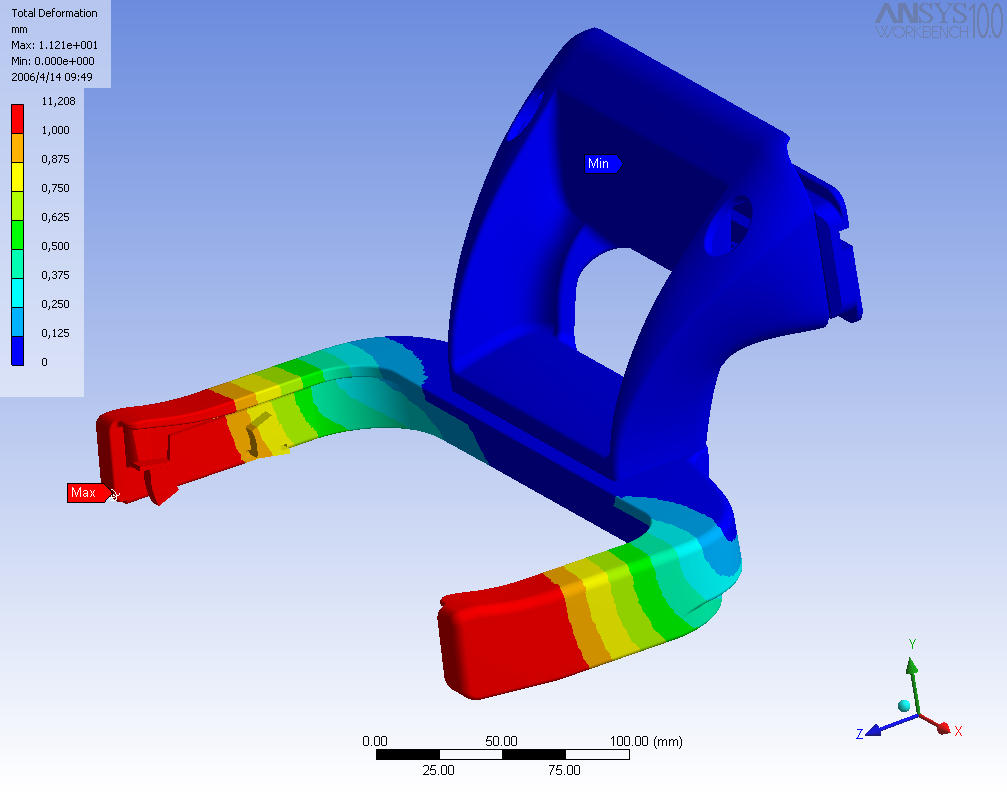 Total Deformation
mm
Max: 1.121e+001
Min: 0.000e+000
2006/4/14 09:49
ANSYS 10.0
WORKBENCH
11,208
1,000
0,875
0,750
0,625
0,500
0,375
0,250
0,125
0
Min
Max
Y
Z
X
0.00 50.00 100.00 (mm)
25.00 75.00